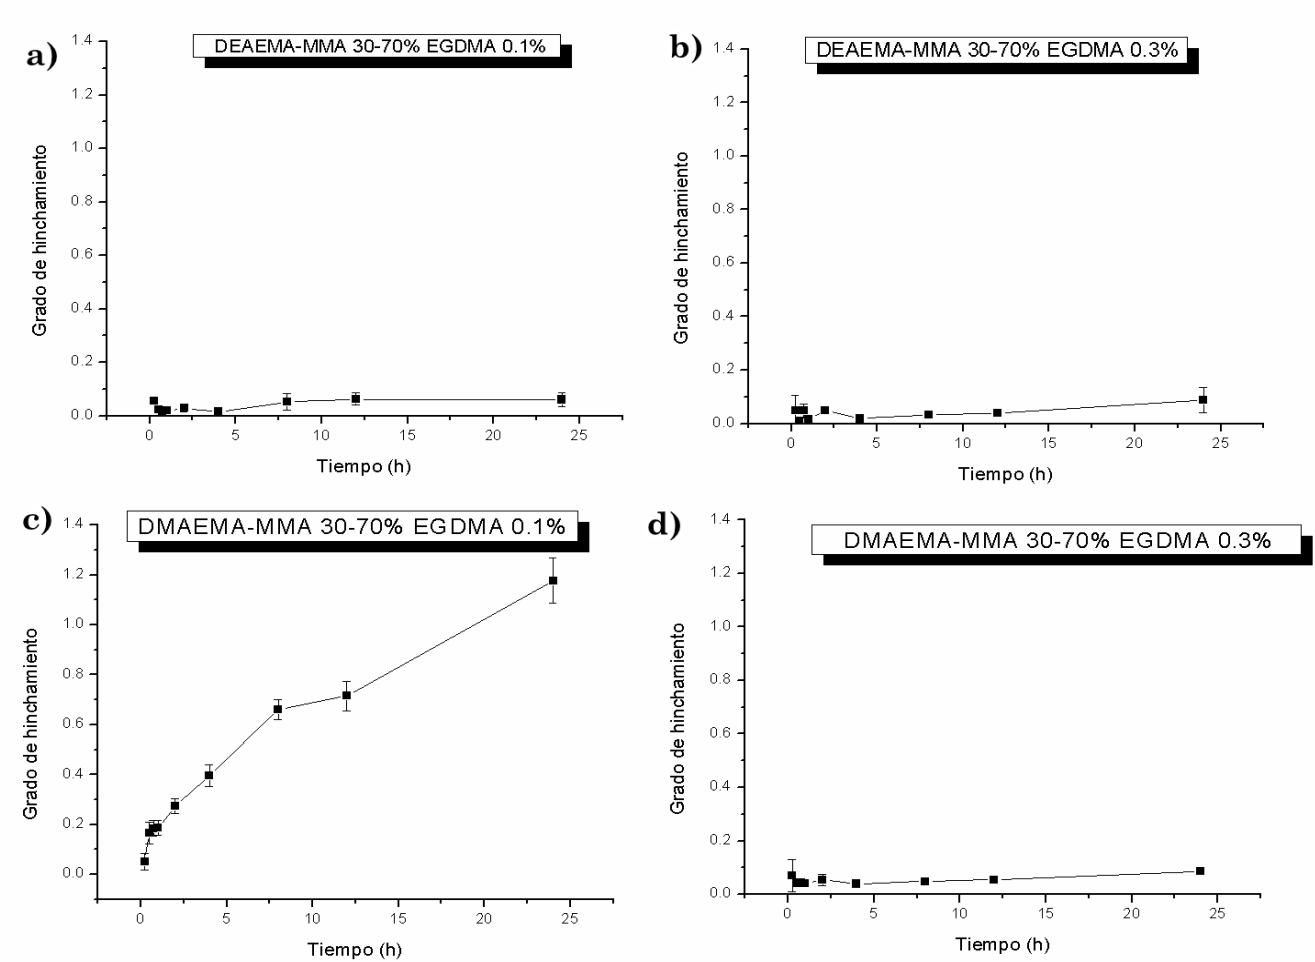 a)
DEAEMA-MMA 30-70% EGDMA 0.1%
1.4
1.2
1.0
0.8
0.6
0.4
0.2
0.0
Grado de hinchamiento
0 5 10 15 20 25
Tiempo (h)
b)
DEAEMA-MMA 30-70% EGDMA 0.3%
1.4
1.2
1.0
0.8
0.6
0.4
0.2
0.0
Grado de hinchamiento
0 5 10 15 20 25
Tiempo (h)
c)
DMAEMA-MMA 30-70% EGDMA 0.1%
1.4
1.2
1.0
0.8
0.6
0.4
0.2
0.0
Grado de hinchamiento
0 5 10 15 20 25
Tiempo (h)
d)
DMAEMA-MMA 30-70% EGDMA 0.3%
1.4
1.2
1.0
0.8
0.6
0.4
0.2
0.0
Grado de hinchamiento
0 5 10 15 20 25
Tiempo (h)